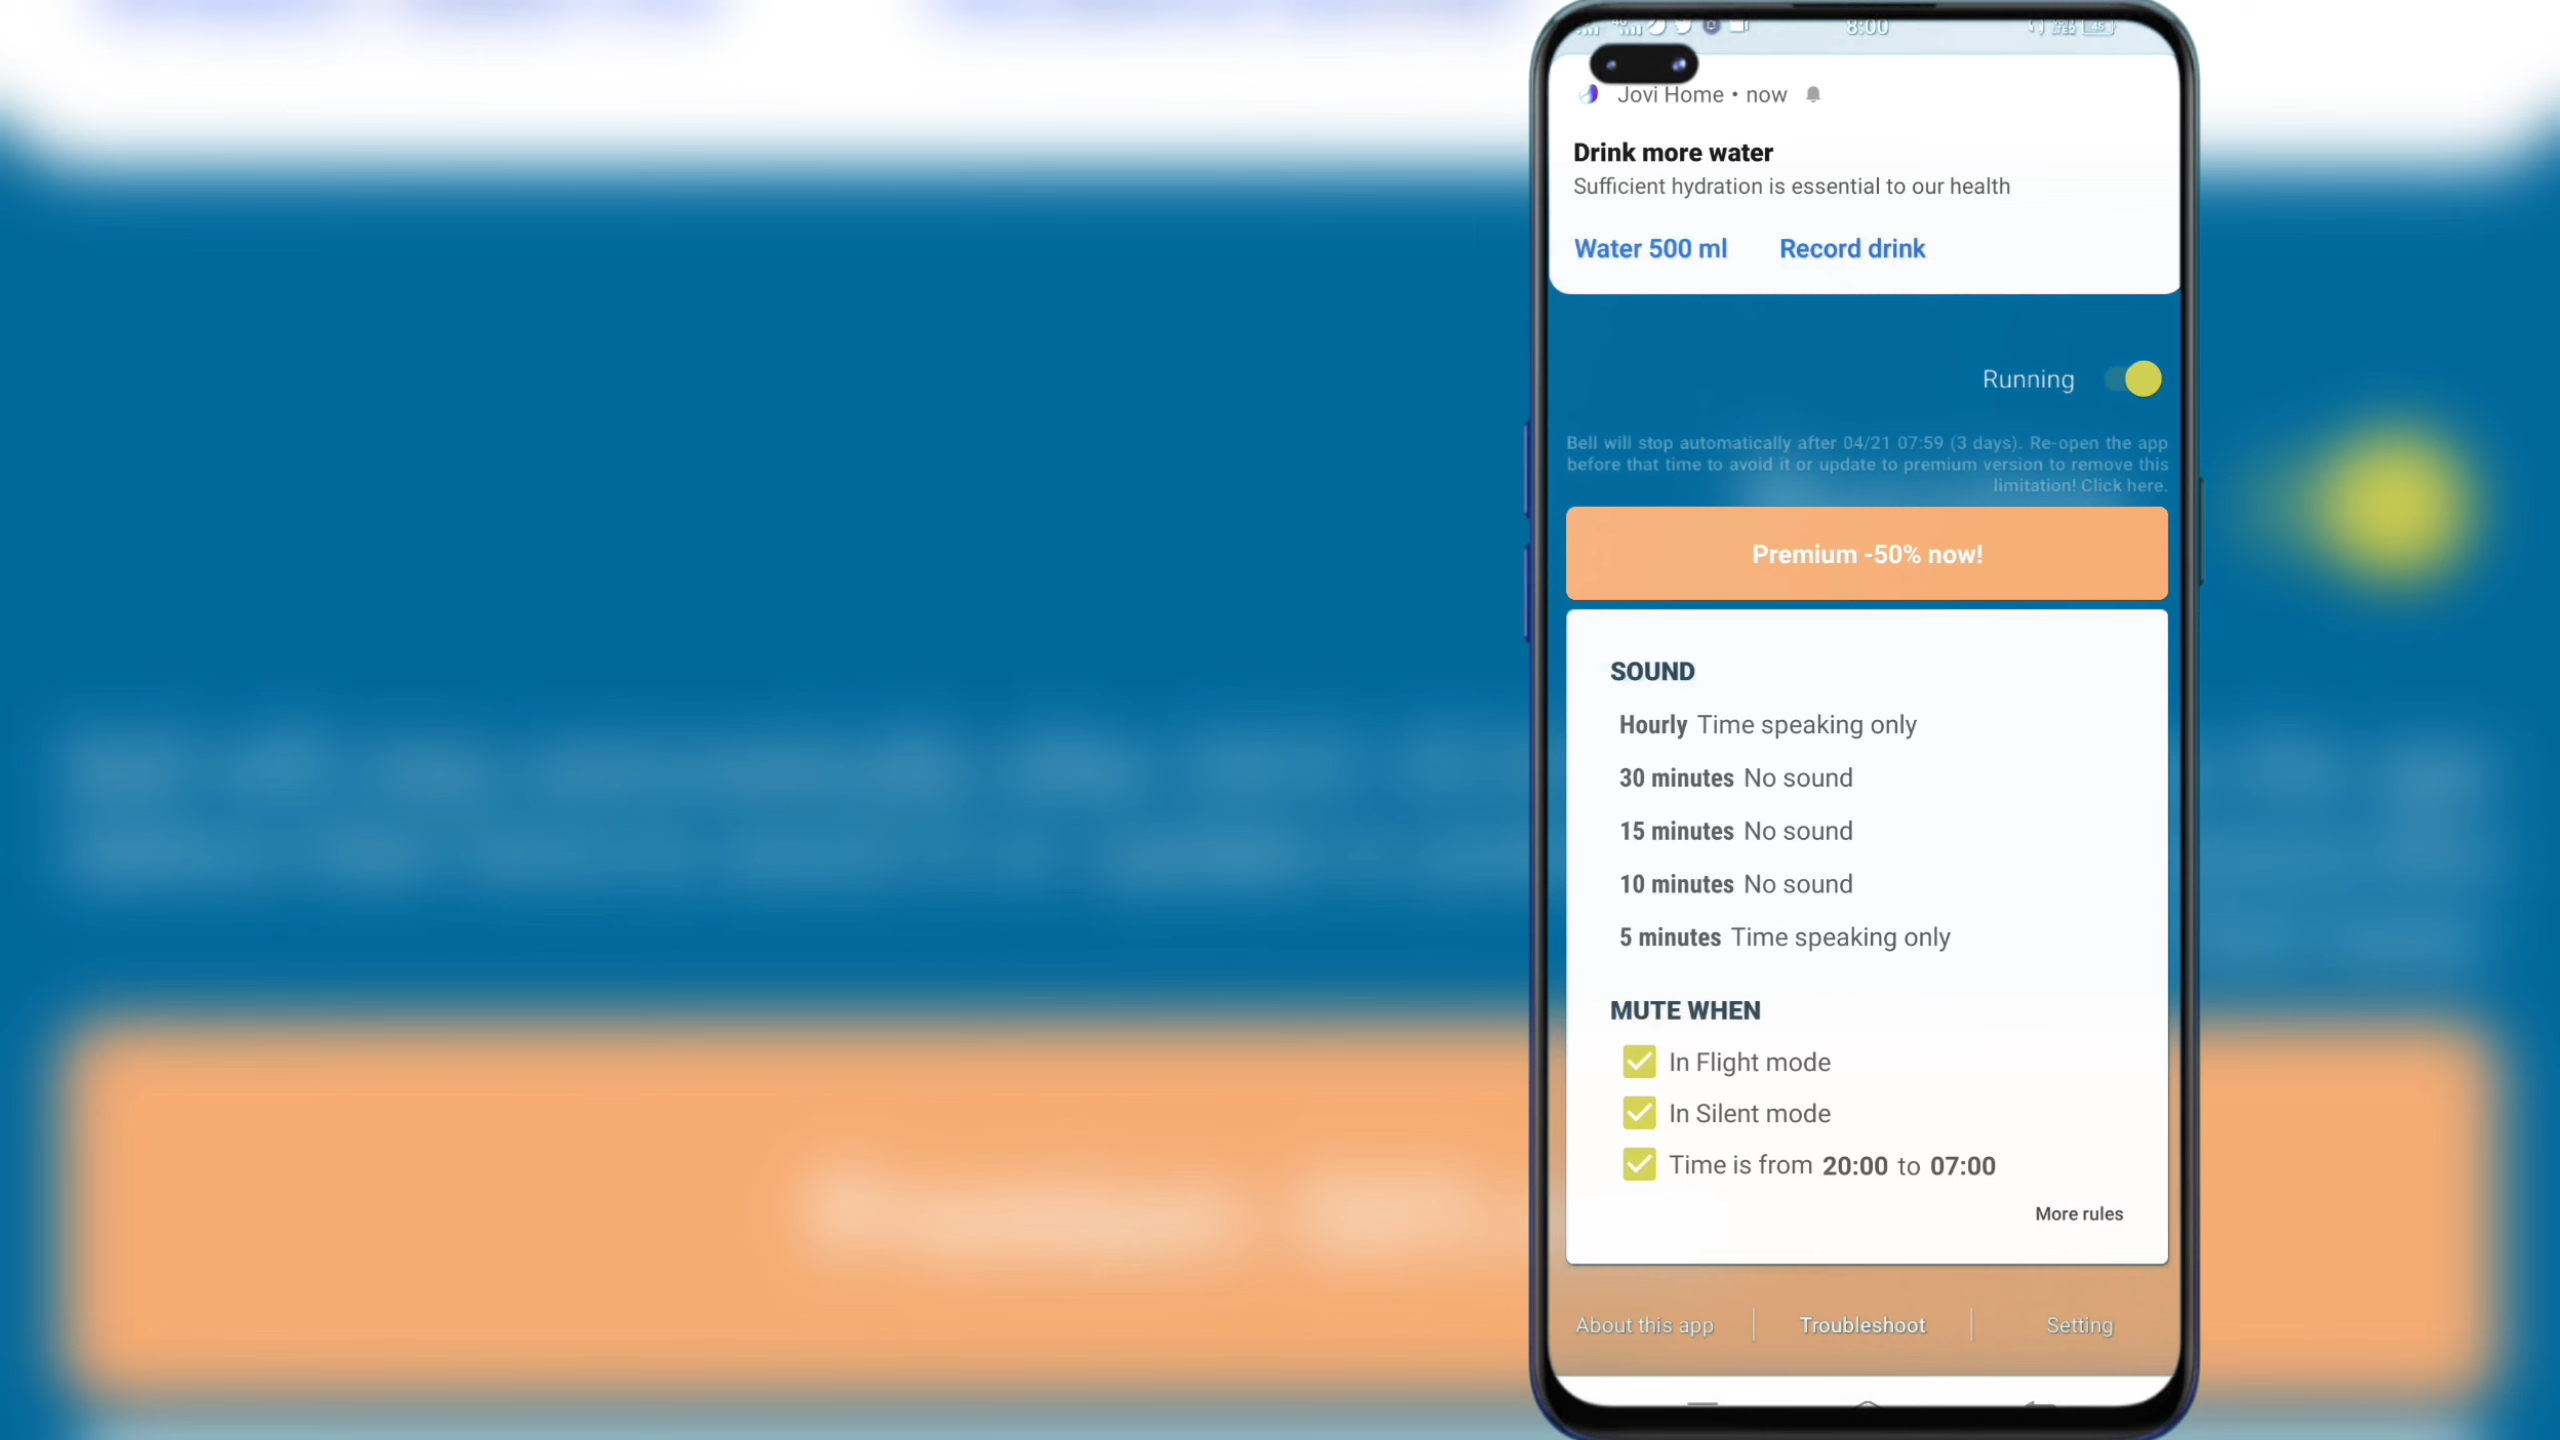 8:00
Jovi Home • now
Drink more water
Sufficient hydration is essential to our health
Water 500 ml Record drink
Running
Bell will stop automatically after 04/21 07:59 (3 days). Re-open the app
before that time to avoid it or update to premium version to remove this
limitation! Click here.
Premium -50% now!
SOUND
Hourly Time speaking only
30 minutes No sound
15 minutes No sound
10 minutes No sound
5 minutes Time speaking only
MUTE WHEN
In Flight mode
In Silent mode
Time is from 20:00 to 07:00
More rules
About this app Troubleshoot Setting